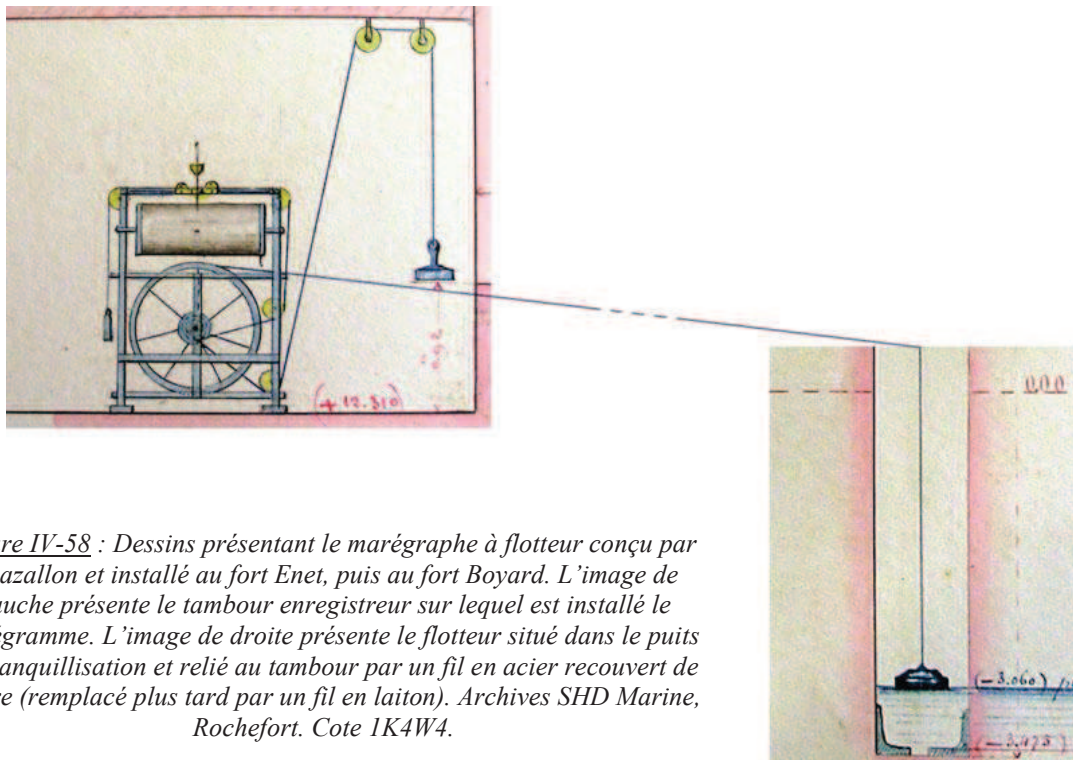 (+ 12.310)
0.00
(-3.060)
re IV-58 : Dessins présentant le marégraphe à flotteur conçu par
azallon et installé au fort Enet, puis au fort Boyard. L’image de
uche présente le tambour enregistreur sur lequel est installé le
égramme. L’image de droite présente le flotteur situé dans le puits
anquillisation et relié au tambour par un fil en acier recouvert de
re (remplacé plus tard par un fil en laiton). Archives SHD Marine,
Rochefort. Cote 1K4W4.